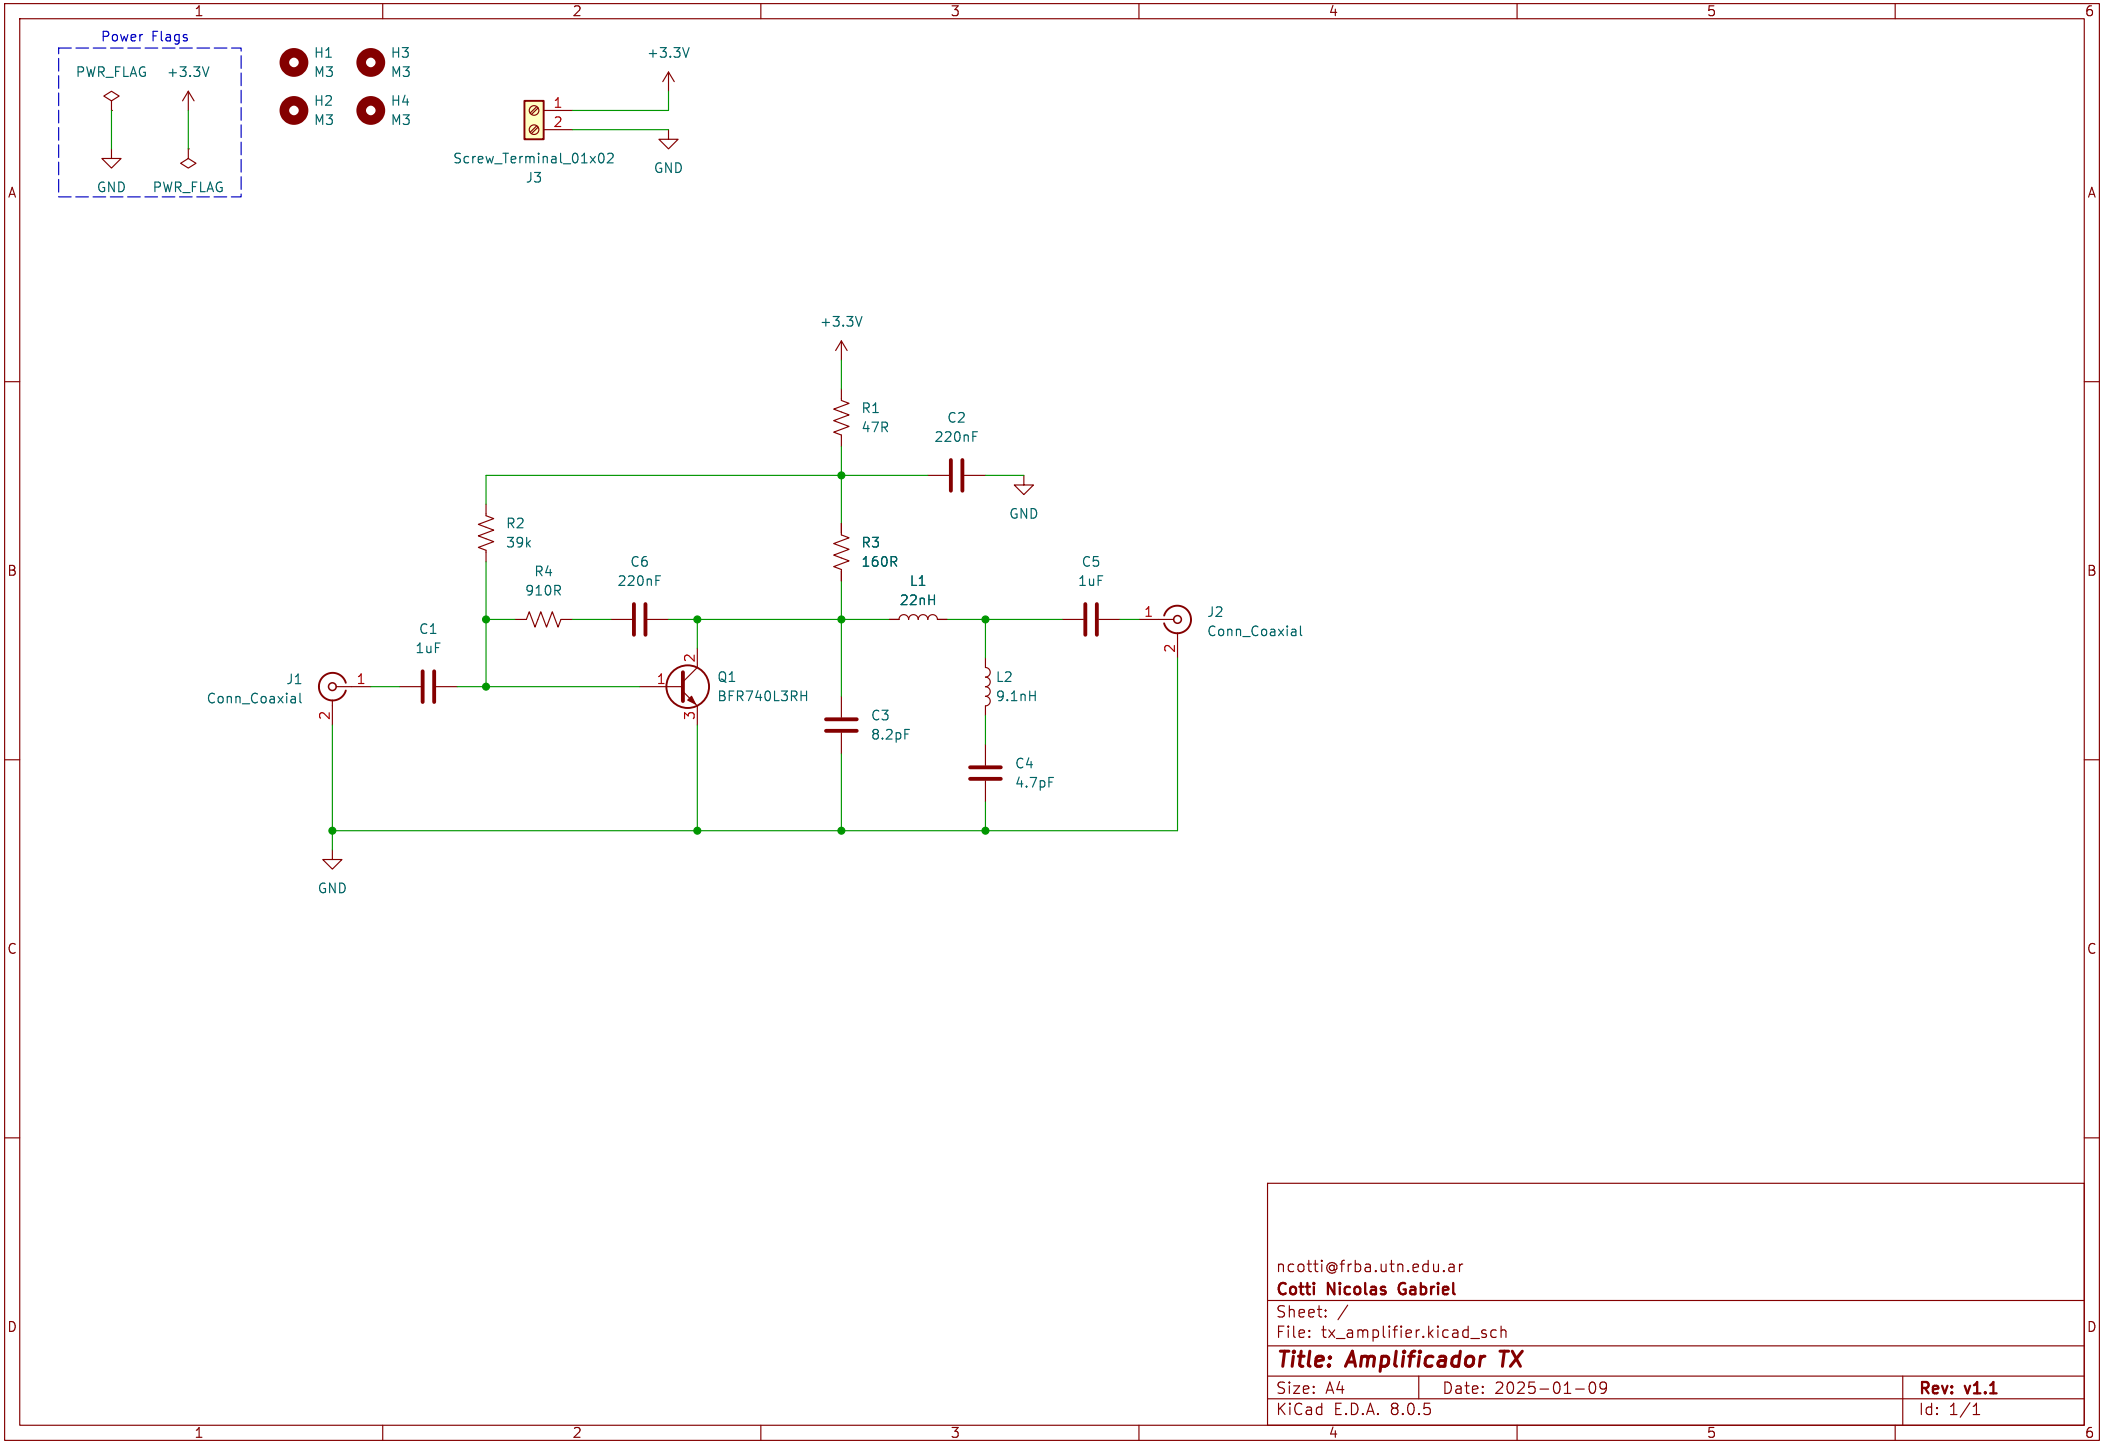 1 2 3 4 5 6
Power Flags
PWR_FLAG +3.3V
GND PWR_FLAG
H1
M3
H3
M3
H2
M3
H4
M3
+3.3V
1
2
Screw_Terminal_01x02
J3
GND
A A
+3.3V
R1
47R
C2
220nF
GND
R2
39k
R3
160R
R4
910R
C6
220nF
L1
22nH
C5
1uF
1
2
J2
Conn_Coaxial
B B
C1
1uF
J1
Conn_Coaxial
1
2
1
2
3
Q1
BFR740L3RH
L2
9.1nH
C3
8.2pF
C4
4.7pF
GND
C C
ncotti@frba.utn.edu.ar
Cotti Nicolas Gabriel
Sheet: /
File: tx_amplifier.kicad_sch
D D
Title: Amplificador TX
Size: A4 Date: 2025-01-09 Rev: v1.1
KiCad E.D.A. 8.0.5 Id: 1/1
1 2 3 4 5 6